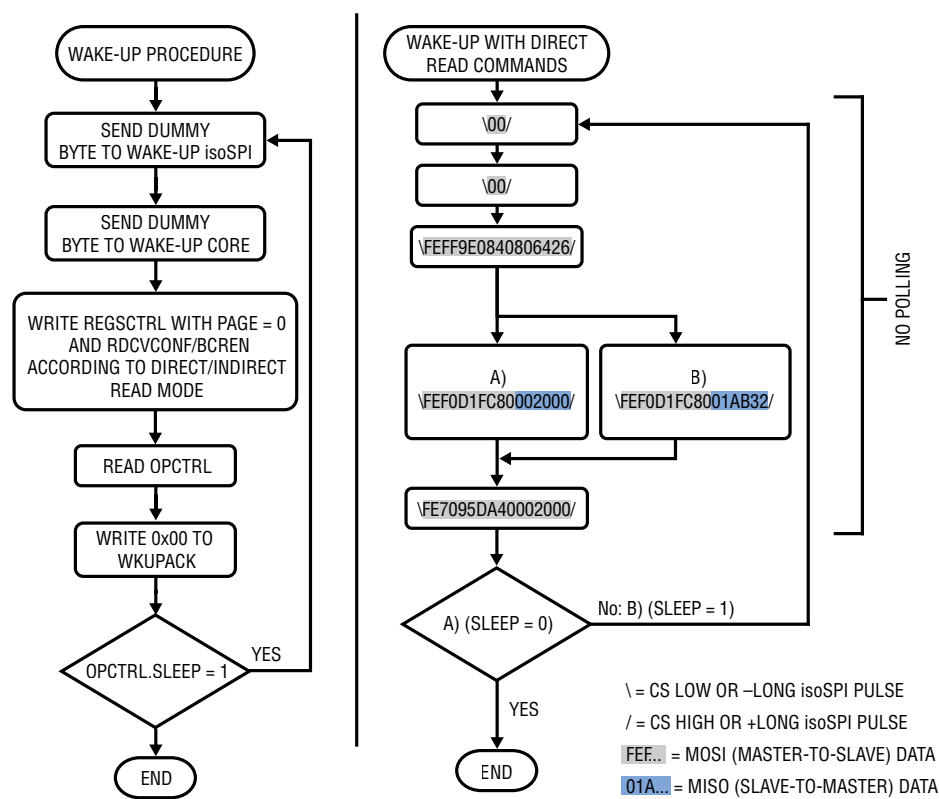 WAKE-UP PROCEDURE
SEND DUMMY
BYTE TO WAKE-UP isoSPI
SEND DUMMY
BYTE TO WAKE-UP CORE
WRITE REGSCTRL WITH PAGE = 0
AND RDCVCONF/BCREN
ACCORDING TO DIRECT/INDIRECT
READ MODE
READ OPCTRL
WRITE 0x00 TO
WKUPACK
OPCTRL.SLEEP = 1
YES
END
WAKE-UP WITH DIRECT
READ COMMANDS
\00/
\00/
\FEFF9E0840806426/
A)
\FEF0D1FC80002000/
B)
\FEF0D1FC8001AB32/
\FE7095DA40002000/
A) (SLEEP = 0)
No: B) (SLEEP = 1)
YES
END
NO POLLING
\ = CS LOW OR –LONG isoSPI PULSE
/ = CS HIGH OR +LONG isoSPI PULSE
FEF... = MOSI (MASTER-TO-SLAVE) DATA
01A... = MISO (SLAVE-TO-MASTER) DATA